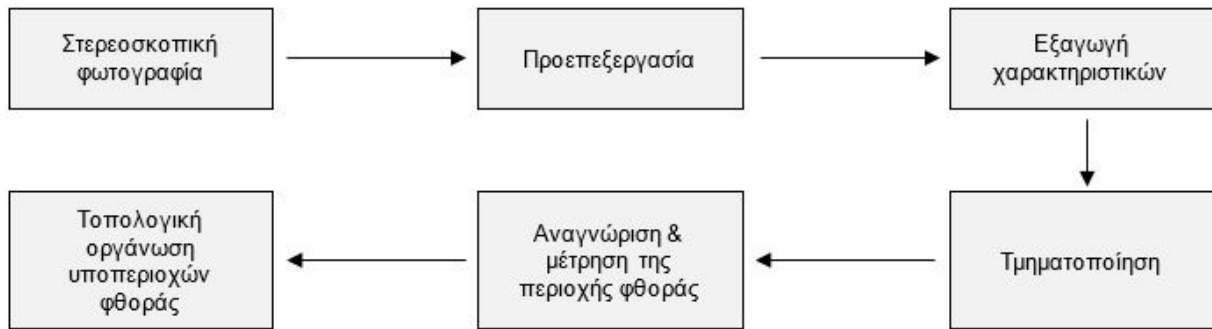 Στερεοσκοπική
φωτογραφία
Προεπεξεργασία
Εξαγωγή
χαρακτηριστικών
Τμηματοποίηση
Αναγνώριση &
μέτρηση της
περιοχής φθοράς
Τοπολογική
οργάνωση
υποπεριοχών
φθοράς